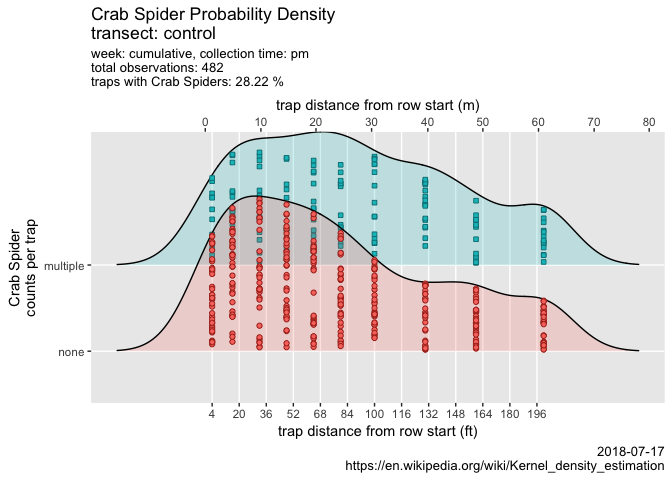 Crab Spider Probability Density
transect: control
week: cumulative, collection time: pm
total observations: 482
traps with Crab Spiders: 28.22 %
trap distance from row start (m)
0 10 20 30 40 50 60 70 80
Crab Spider
counts per trap
multiple
none
4 20 36 52 68 84 100 116 132 148 164 180 196
trap distance from row start (ft)
2018-07-17
https://en.wikipedia.org/wiki/Kernel_density_estimation